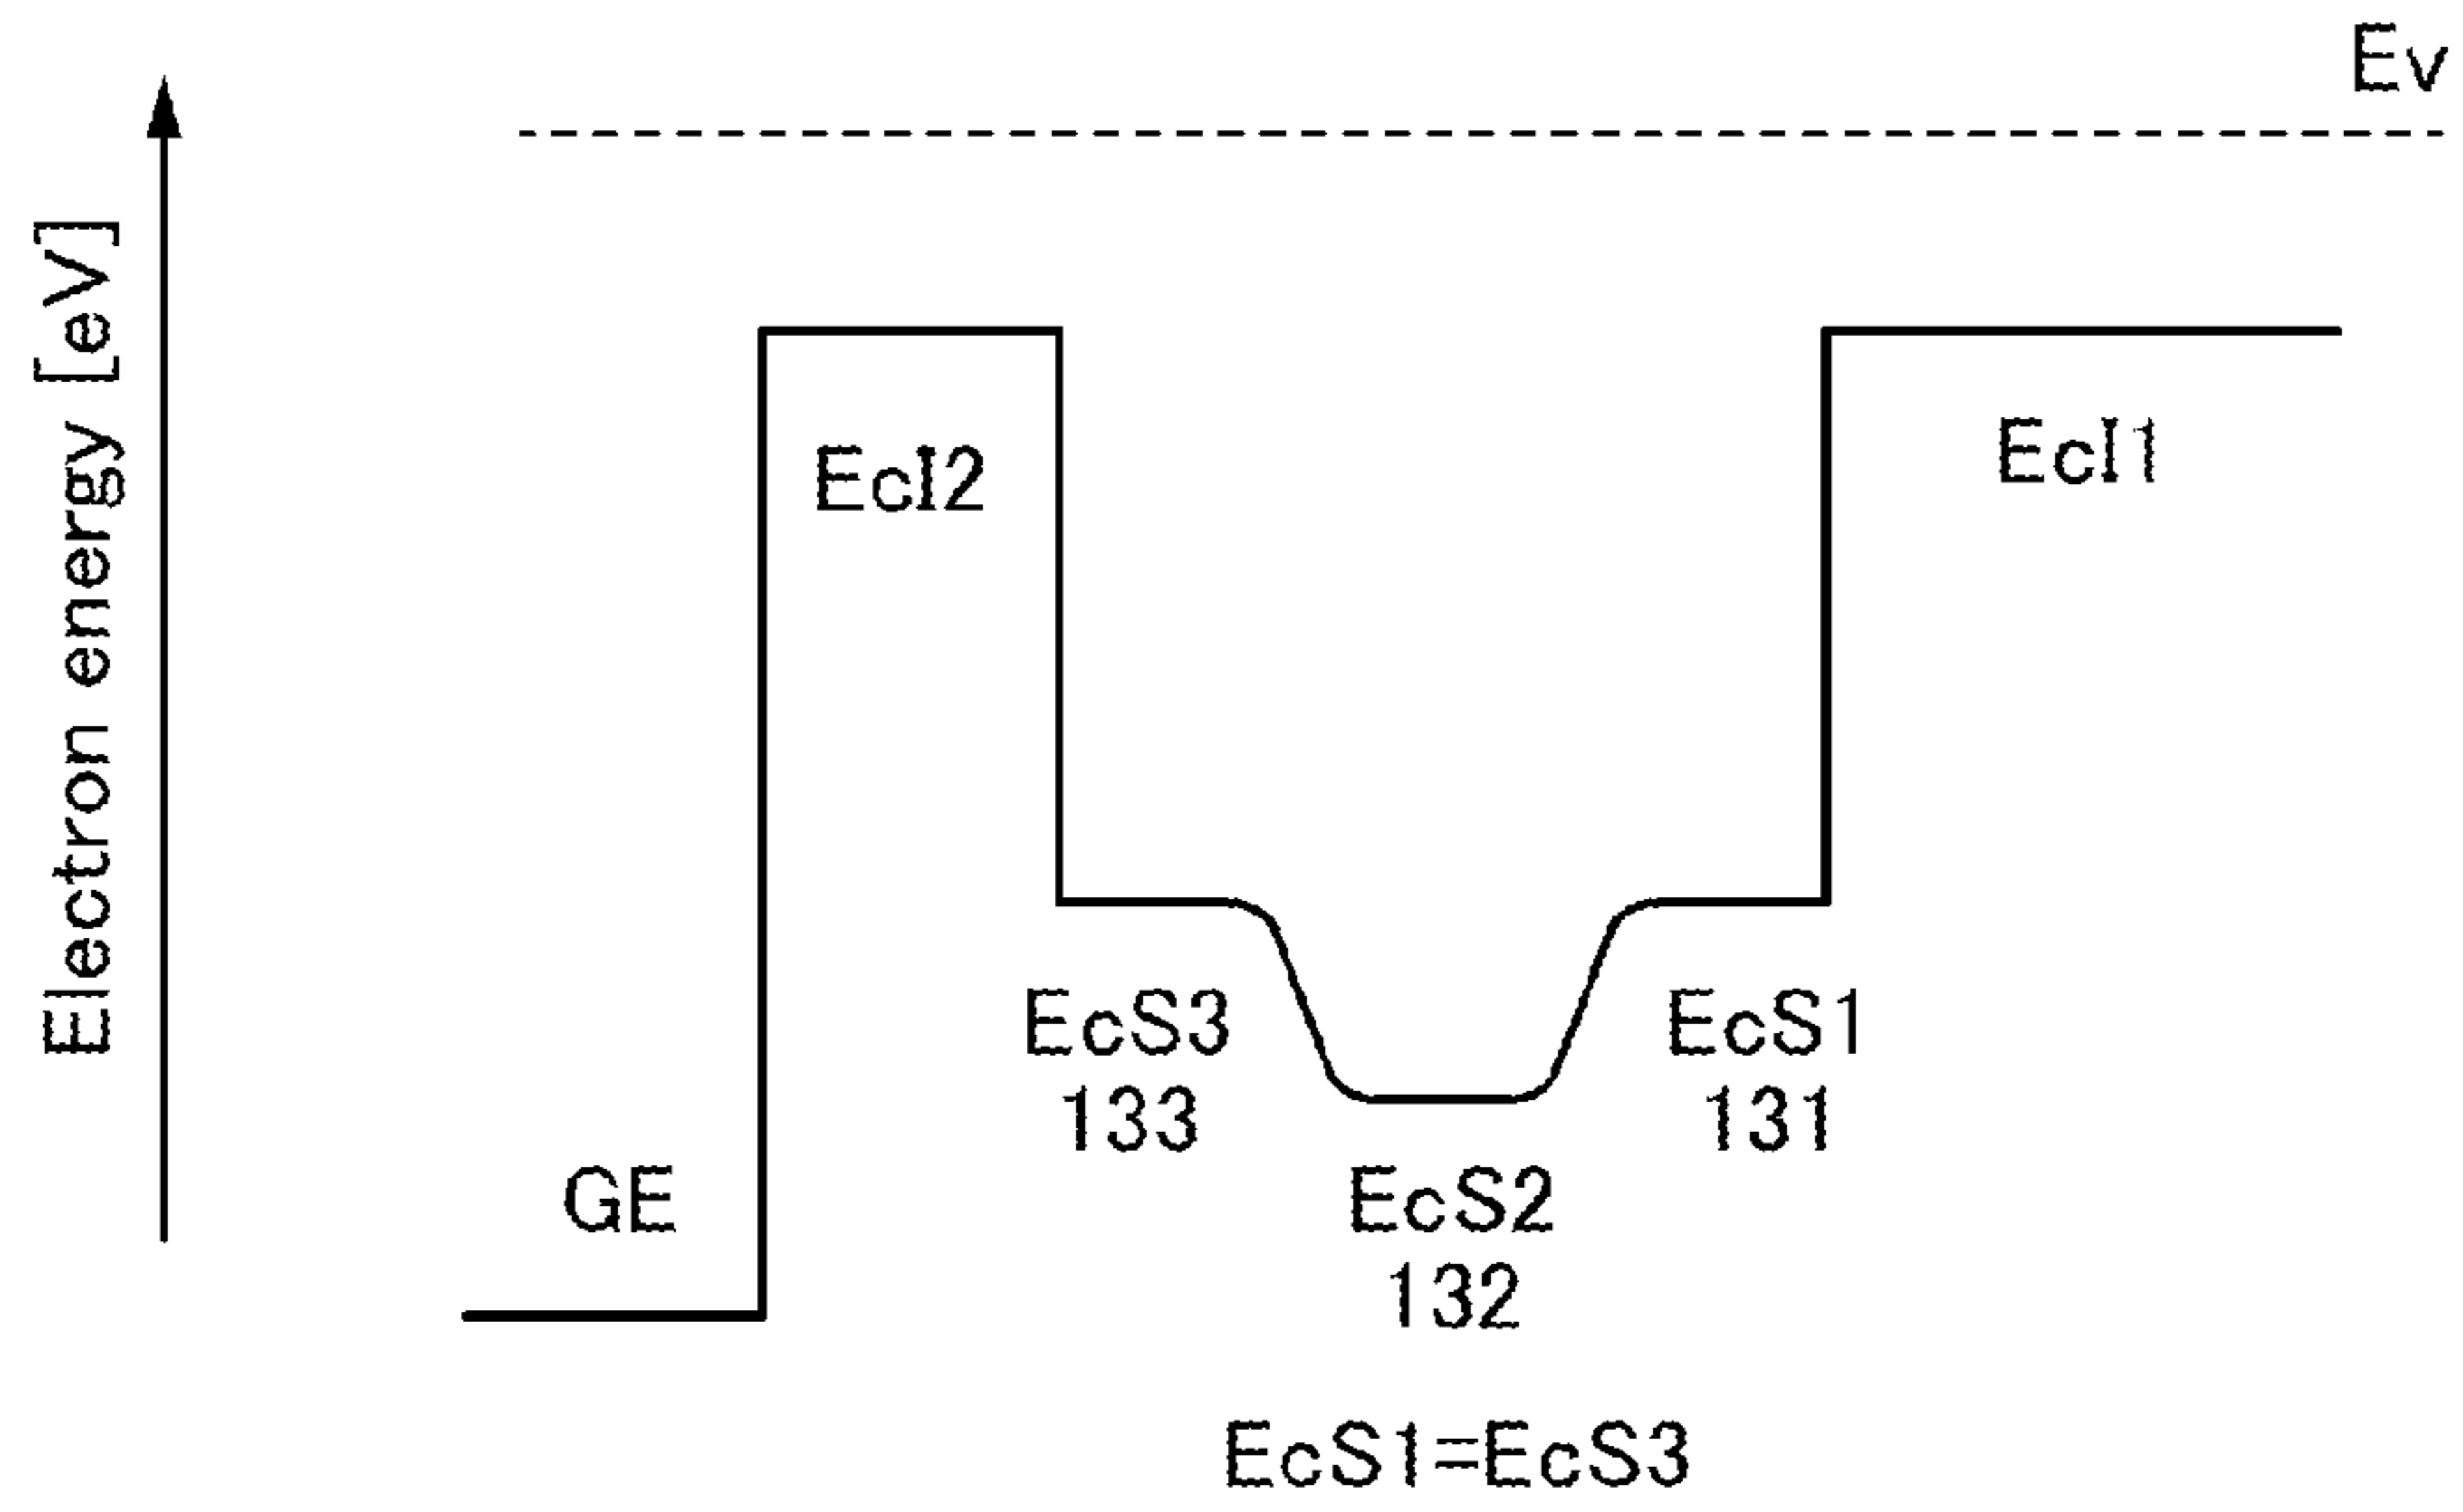 Ev
Electron energy [eV]
EcI2
EcI1
EcS3
133
EcS1
131
GE
EcS2
132
EcS1=EcS3